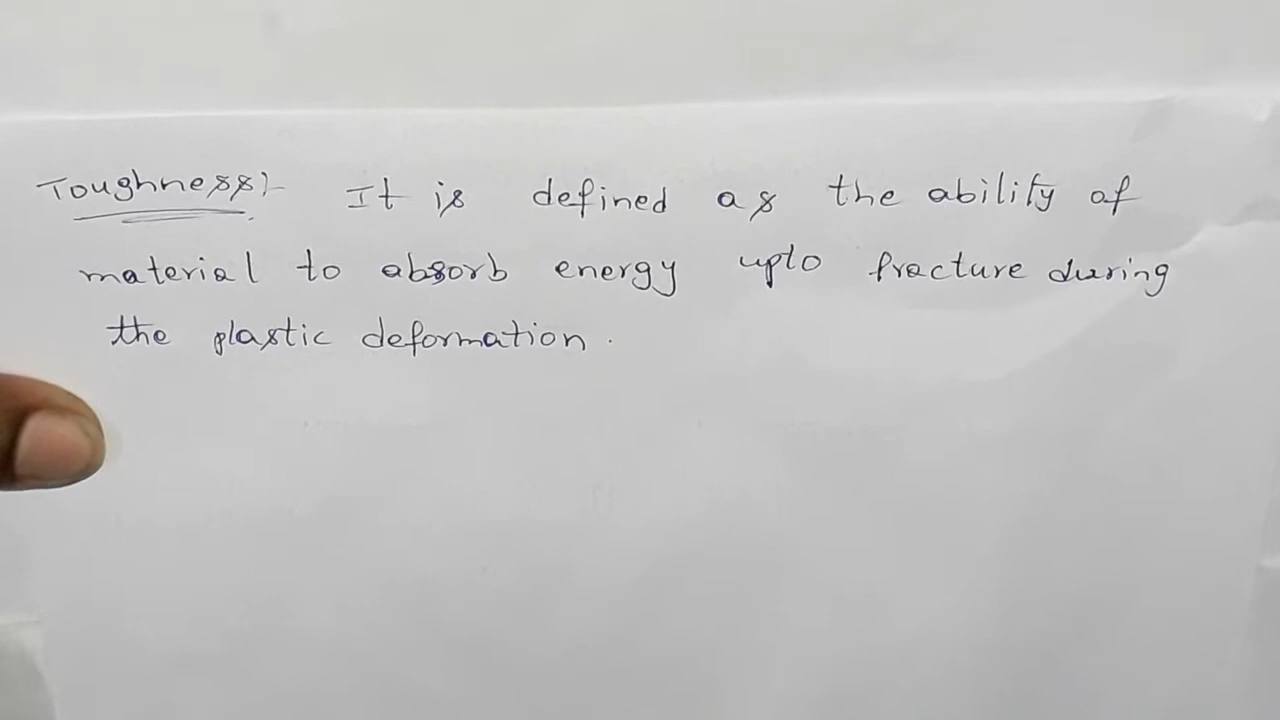 Toughness:- It is defined as the ability of
material to absorb energy upto fracture during
the plastic deformation.